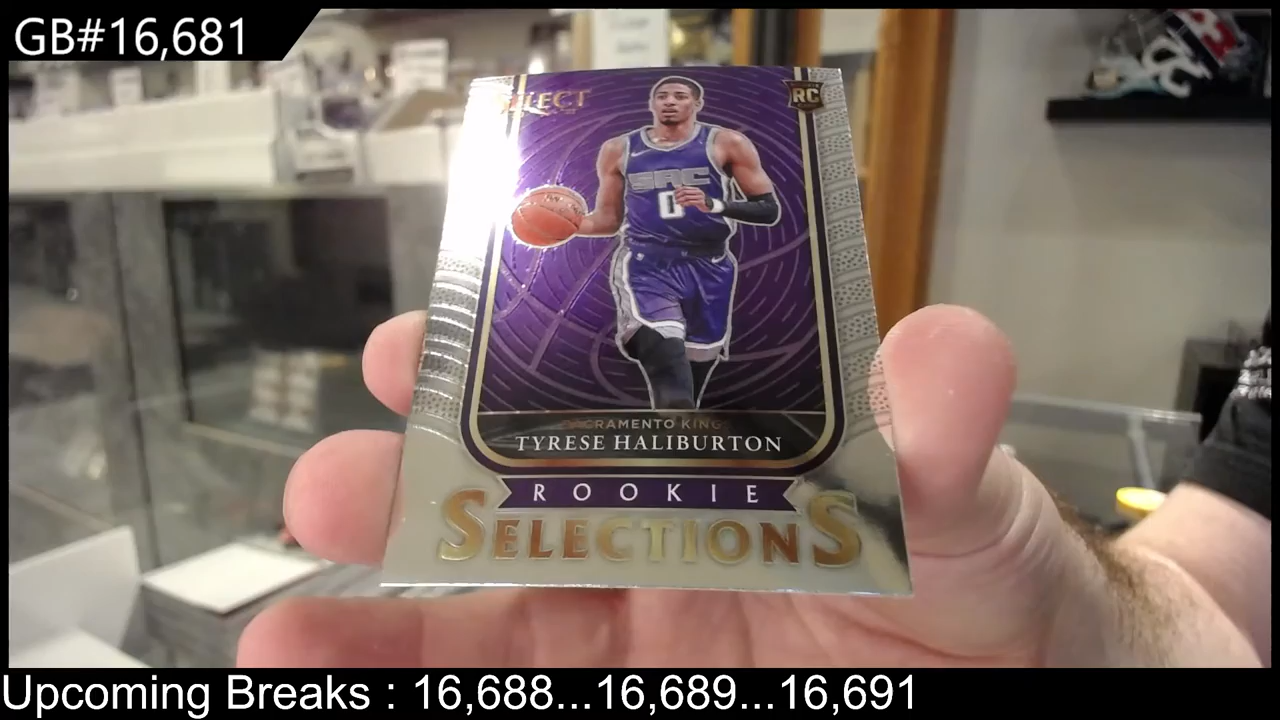 GB#16,681
SELECT
RC
SAC
0
SACRAMENTO KINGS
TYRESE HALIBURTON
ROOKIE
SELECTIONS
Upcoming Breaks : 16,688...16,689...16,691